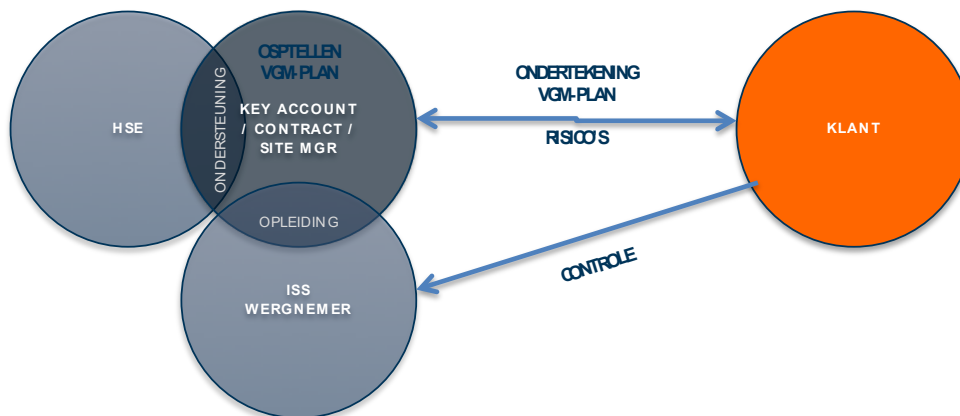 HSE
ONDERSTEUNING
OSPTELLEN
VGM-PLAN
KEY ACCOUNT
/ CONTRACT /
SITE MGR
OPLEIDING
ISS
WERGNEMER
ONDERTEKENING
VGM-PLAN
RISICO'S
CONTROLE
KLANT